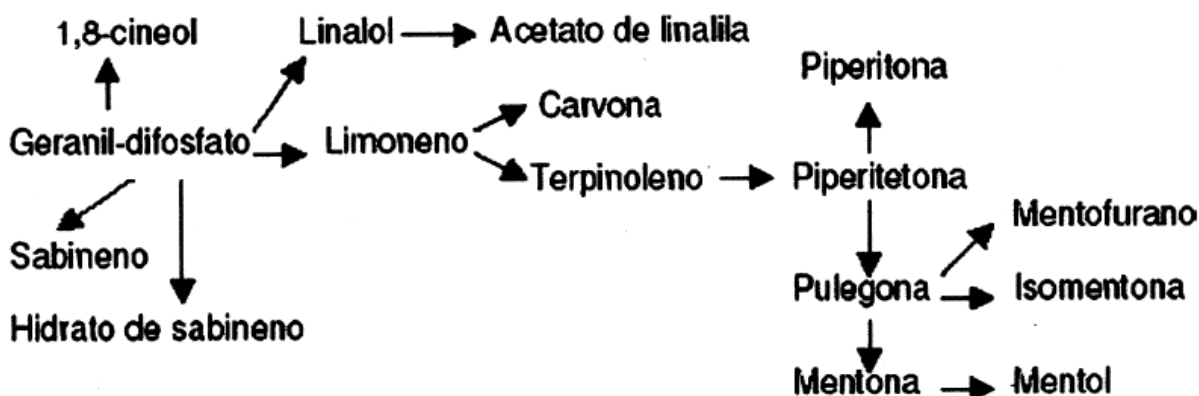 1,8-cineol
Linalol
Acetato de linalila
Piperitona
Carvona
Geranil-difosfato
Limoneno
Terpinoleno
Piperitetona
Mentofurano
Sabineno
Pulegona
Isomentona
Hidrato de sabineno
Mentona
Mentol